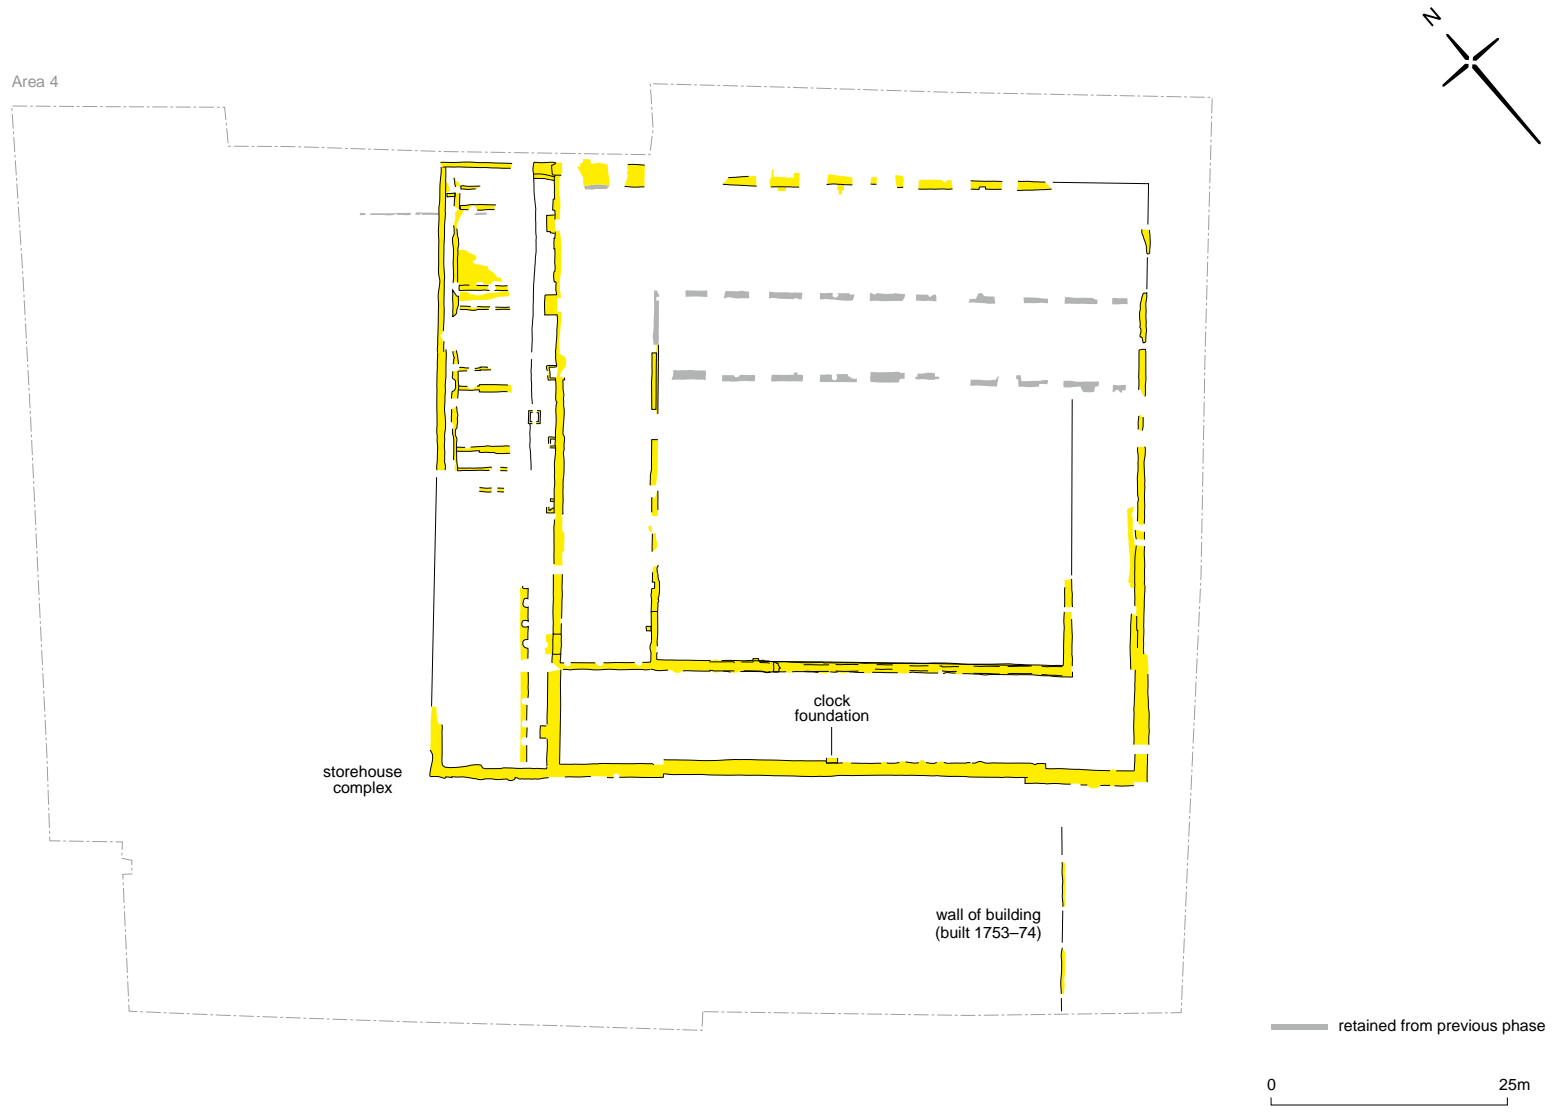 N
Area 4
clock
foundation
storehouse
complex
wall of building
(built 1753–74)
retained from previous phase
0 25m